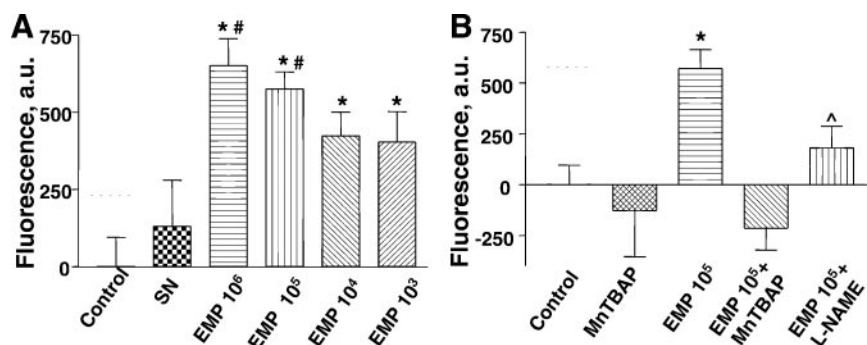 A
Fluorescence, a.u.
750
500
250
0
* #
* #
*
*
Control
SN
EMP 10⁶
EMP 10⁵
EMP 10⁴
EMP 10³
B
Fluorescence, a.u.
750
500
250
0
-250
*
^
Control
MnTBAP
EMP 10⁵
EMP 10⁵+
MnTBAP
EMP 10⁵+
L-NAME